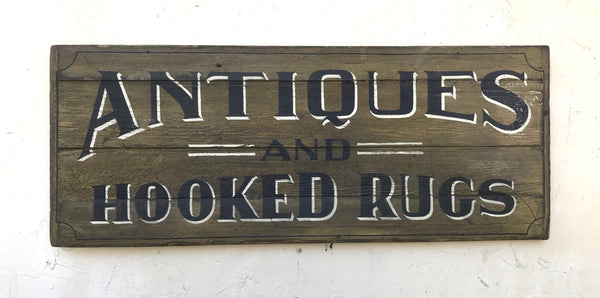 ANTIQUES
AND
HOOKED RUGS